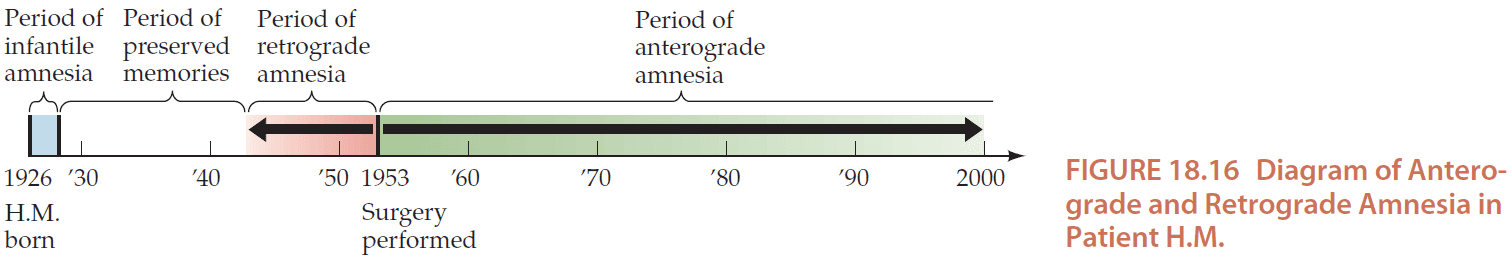 Period of
infantile
amnesia
Period of
preserved
memories
Period of
retrograde
amnesia
Period of
anterograde
amnesia
1926 ’30 ’40 ’50 1953 ’60 ’70 ’80 ’90 2000
H.M.
born
Surgery
performed
FIGURE 18.16 Diagram of Antero-
grade and Retrograde Amnesia in
Patient H.M.